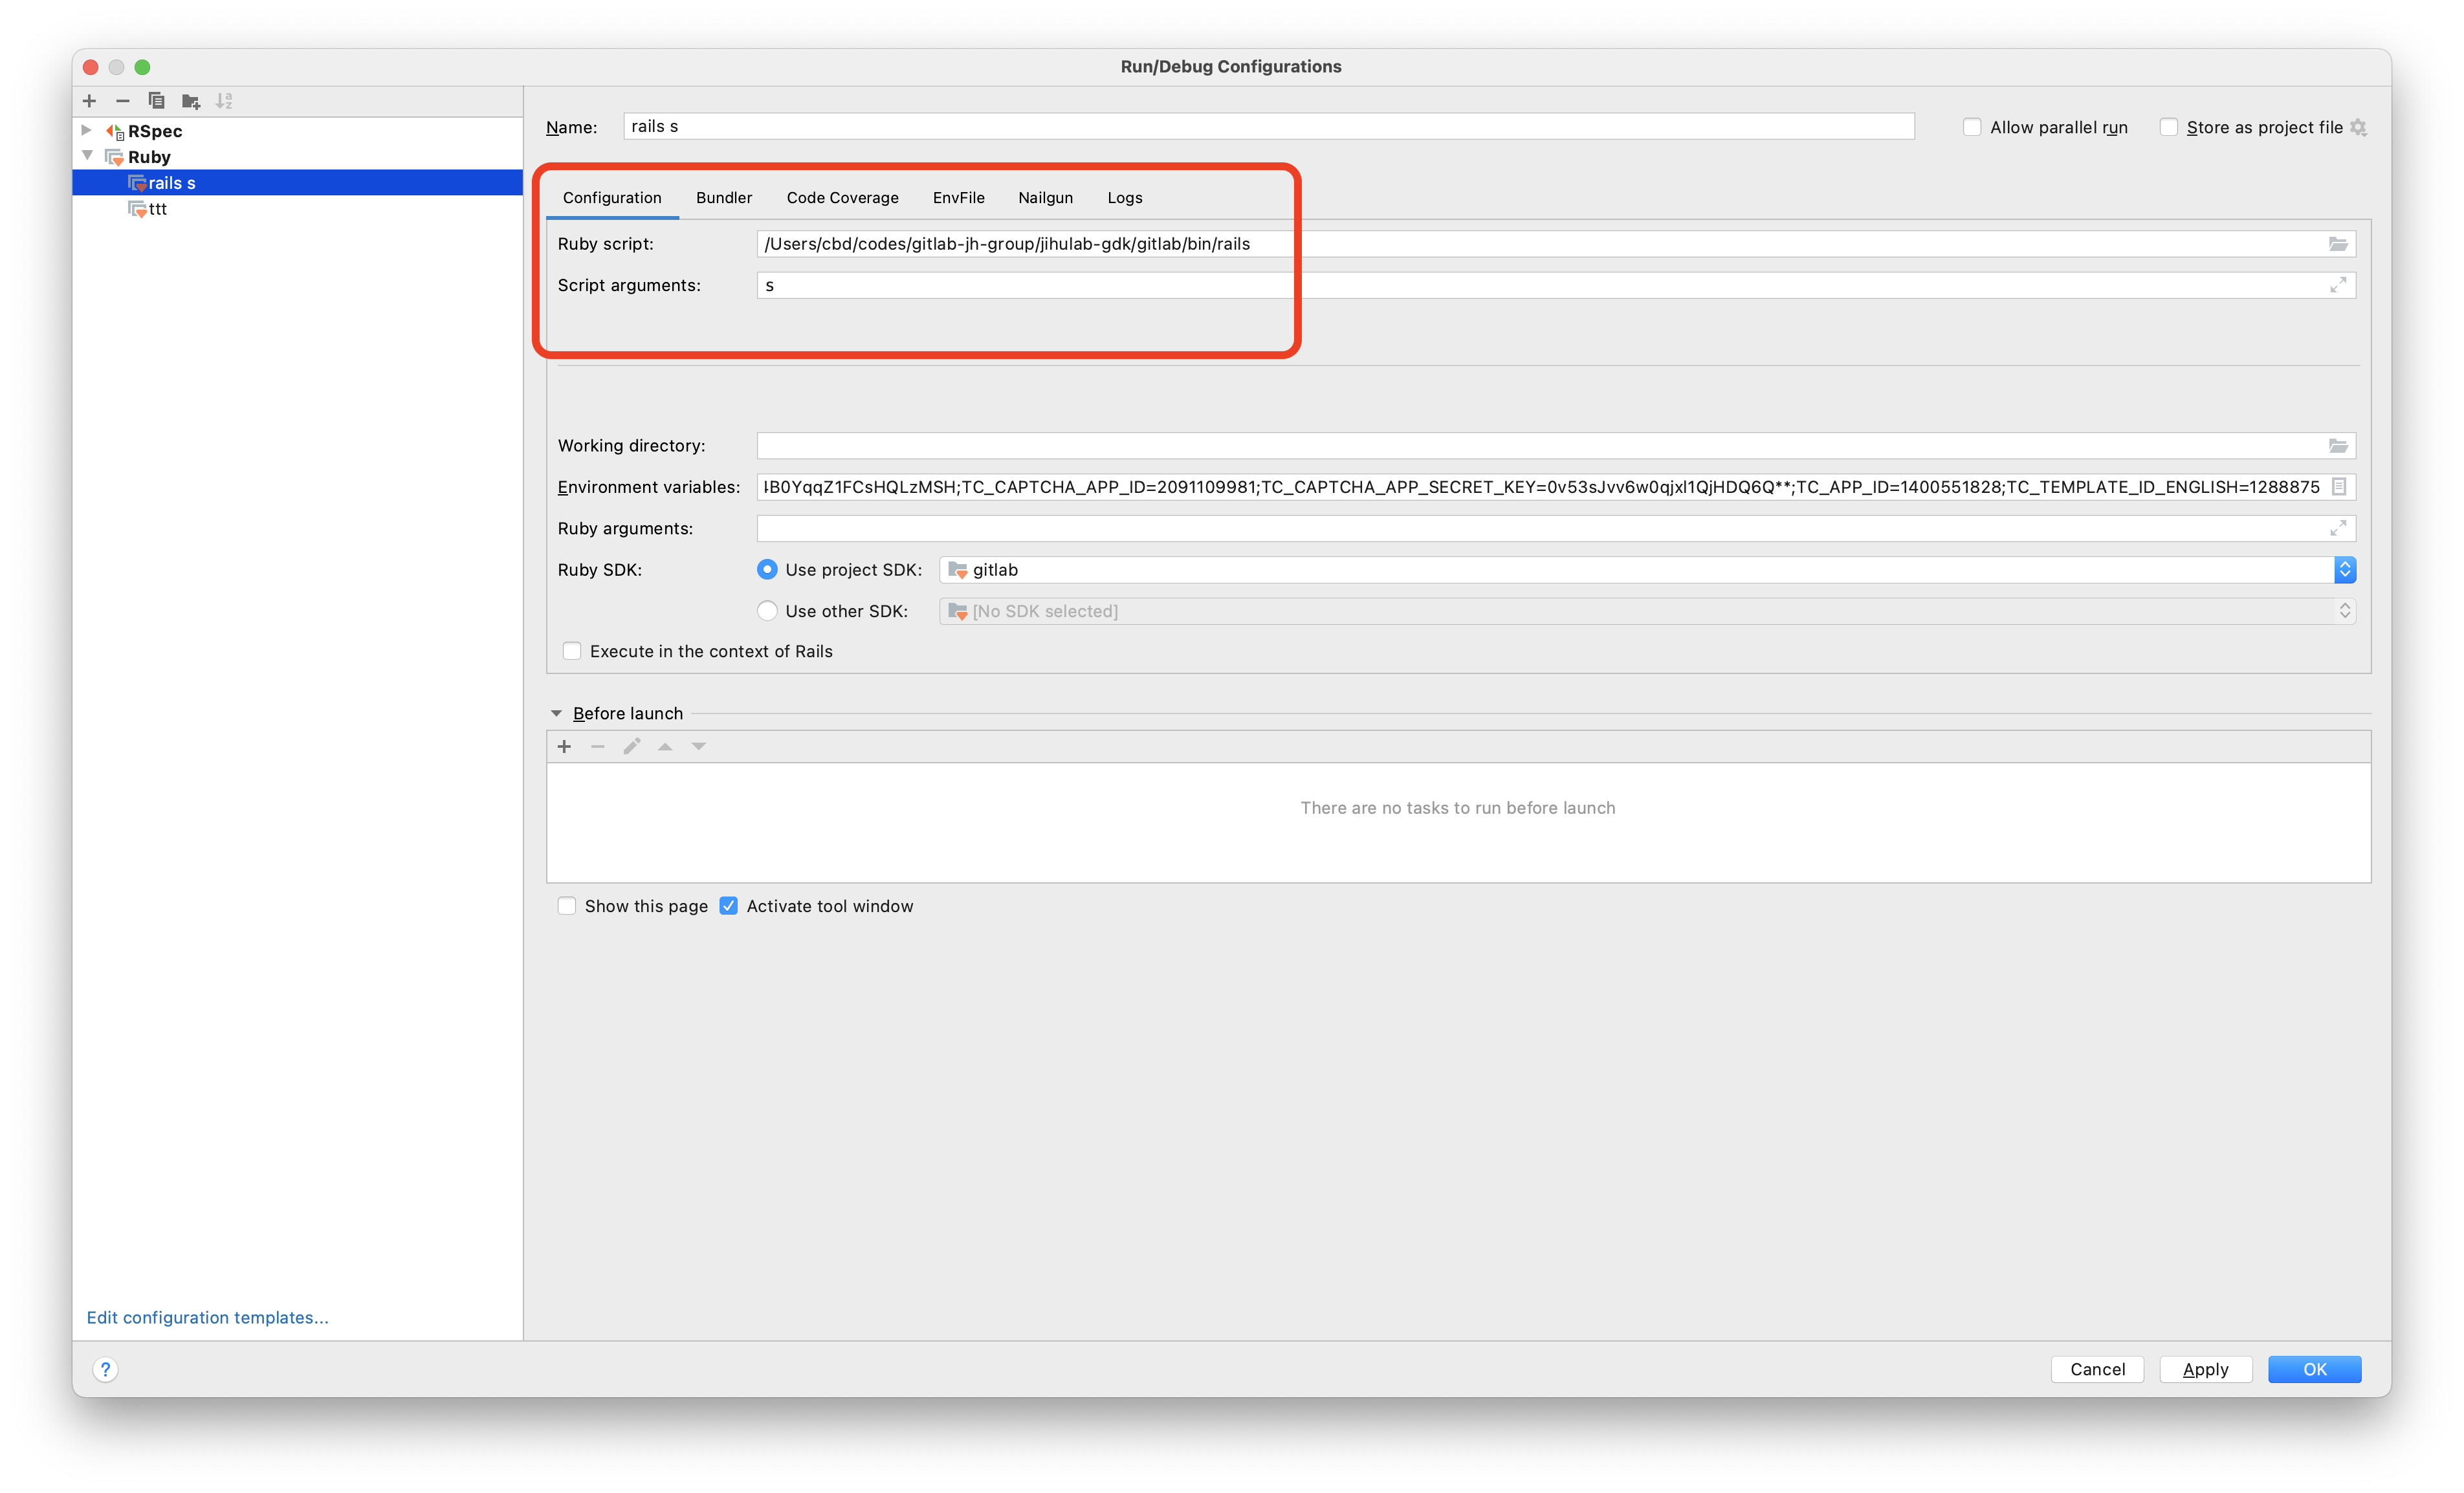 Run/Debug Configurations
RSpec
Ruby
rails s
ttt
Edit configuration templates...
Name: rails s
Allow parallel run
Store as project file
Configuration Bundler Code Coverage EnvFile Nailgun Logs
Ruby script: /Users/cbd/codes/gitlab-jh-group/jihulab-gdk/gitlab/bin/rails
Script arguments: s
Working directory:
Environment variables: B0YqqZ1FCsHQLzMSH;TC_CAPTCHA_APP_ID=2091109981;TC_CAPTCHA_APP_SECRET_KEY=0v53sJvv6w0qjxl1QjHDQ6Q**;TC_APP_ID=1400551828;TC_TEMPLATE_ID_ENGLISH=1288875
Ruby arguments:
Ruby SDK: Use project SDK: gitlab
Use other SDK: [No SDK selected]
Execute in the context of Rails
Before launch
There are no tasks to run before launch
Show this page Activate tool window
? Cancel Apply OK